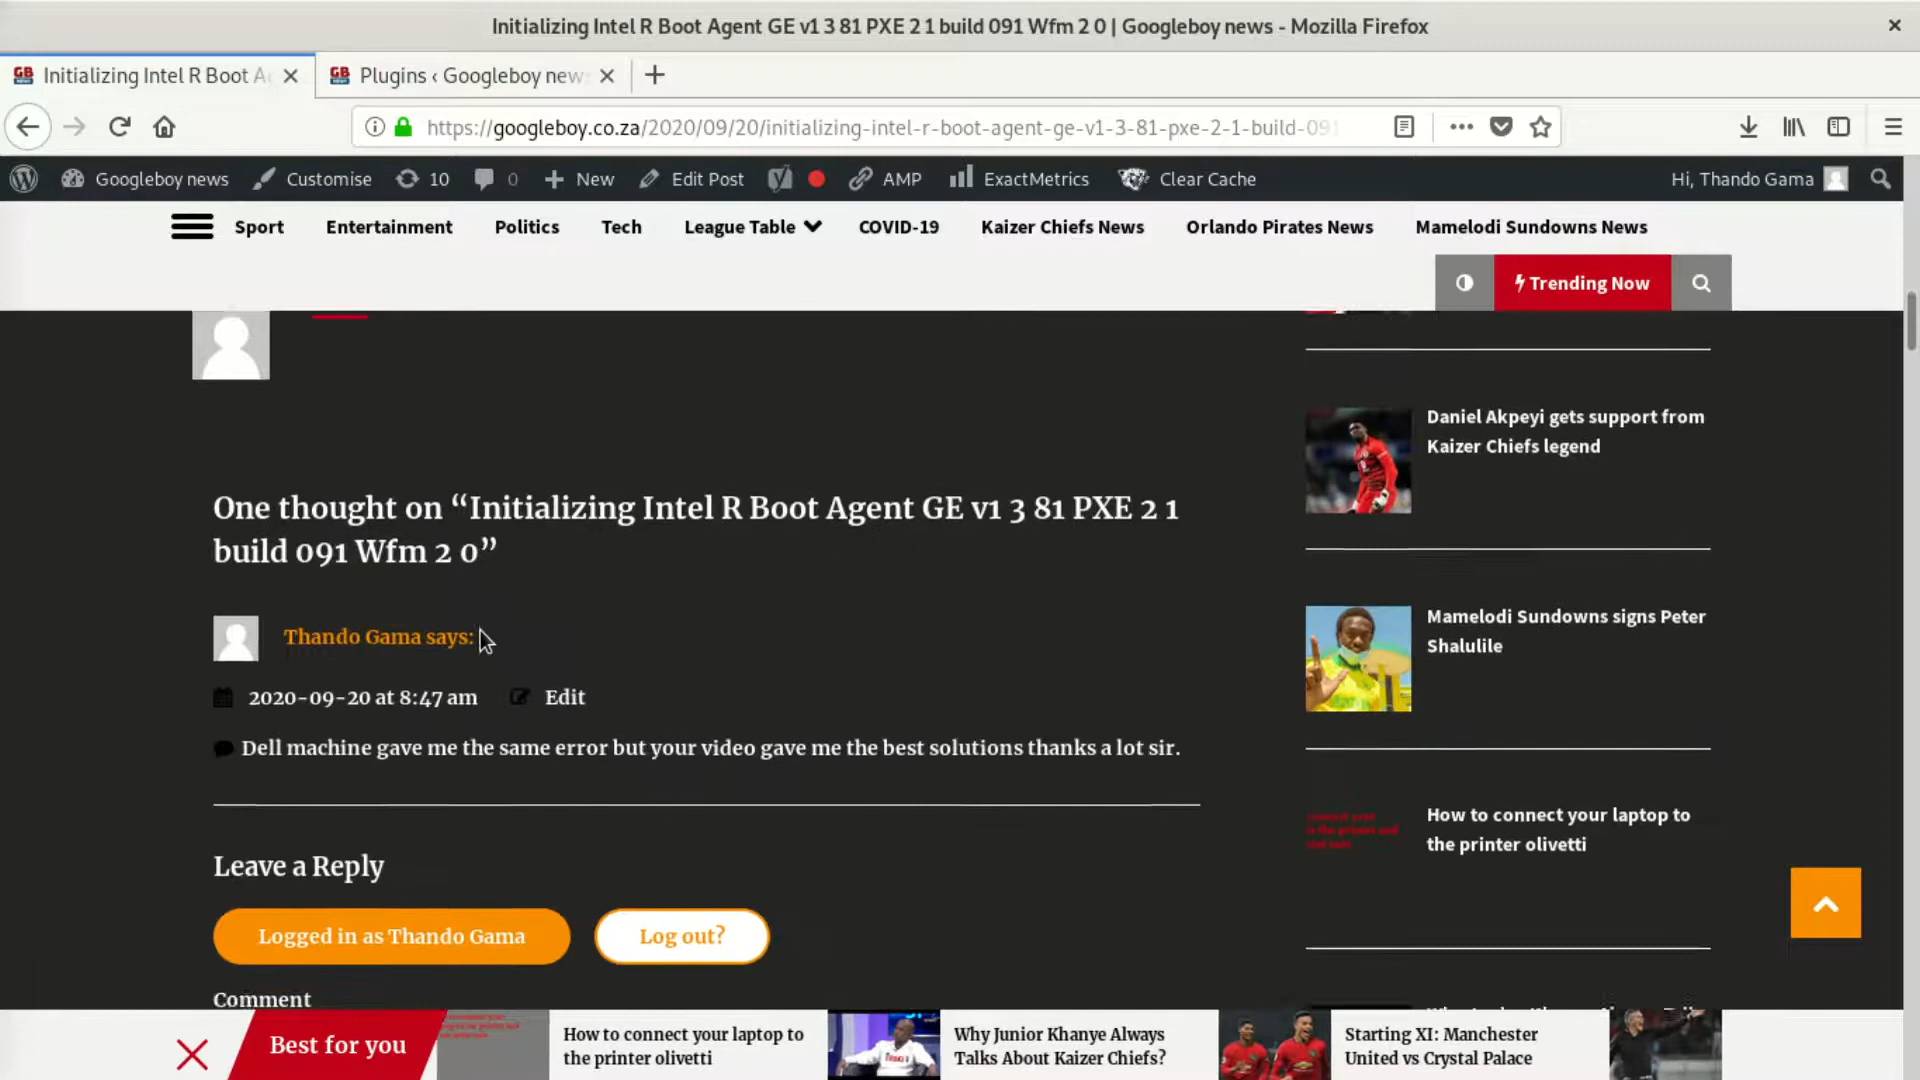 Initializing Intel R Boot Agent GE v1 3 81 PXE 2 1 build 091 Wfm 2 0 | Googleboy news - Mozilla Firefox
GB Initializing Intel R Boot A
GB Plugins ‹ Googleboy new
https://googleboy.co.za/2020/09/20/initializing-intel-r-boot-agent-ge-v1-3-81-pxe-2-1-build-09
Googleboy news
Customise
10
0
New
Edit Post
AMP
ExactMetrics
Clear Cache
Hi, Thando Gama
Sport
Entertainment
Politics
Tech
League Table
COVID-19
Kaizer Chiefs News
Orlando Pirates News
Mamelodi Sundowns News
Trending Now
Daniel Akpeyi gets support from
Kaizer Chiefs legend
One thought on “Initializing Intel R Boot Agent GE v1 3 81 PXE 2 1
build 091 Wfm 2 0”
Thando Gama says:
2020-09-20 at 8:47 am
Edit
Dell machine gave me the same error but your video gave me the best solutions thanks a lot sir.
Mamelodi Sundowns signs Peter
Shalulile
How to connect your laptop to
the printer olivetti
Leave a Reply
Logged in as Thando Gama
Log out?
Comment
Best for you
How to connect your laptop to
the printer olivetti
Why Junior Khanye Always
Talks About Kaizer Chiefs?
Starting XI: Manchester
United vs Crystal Palace